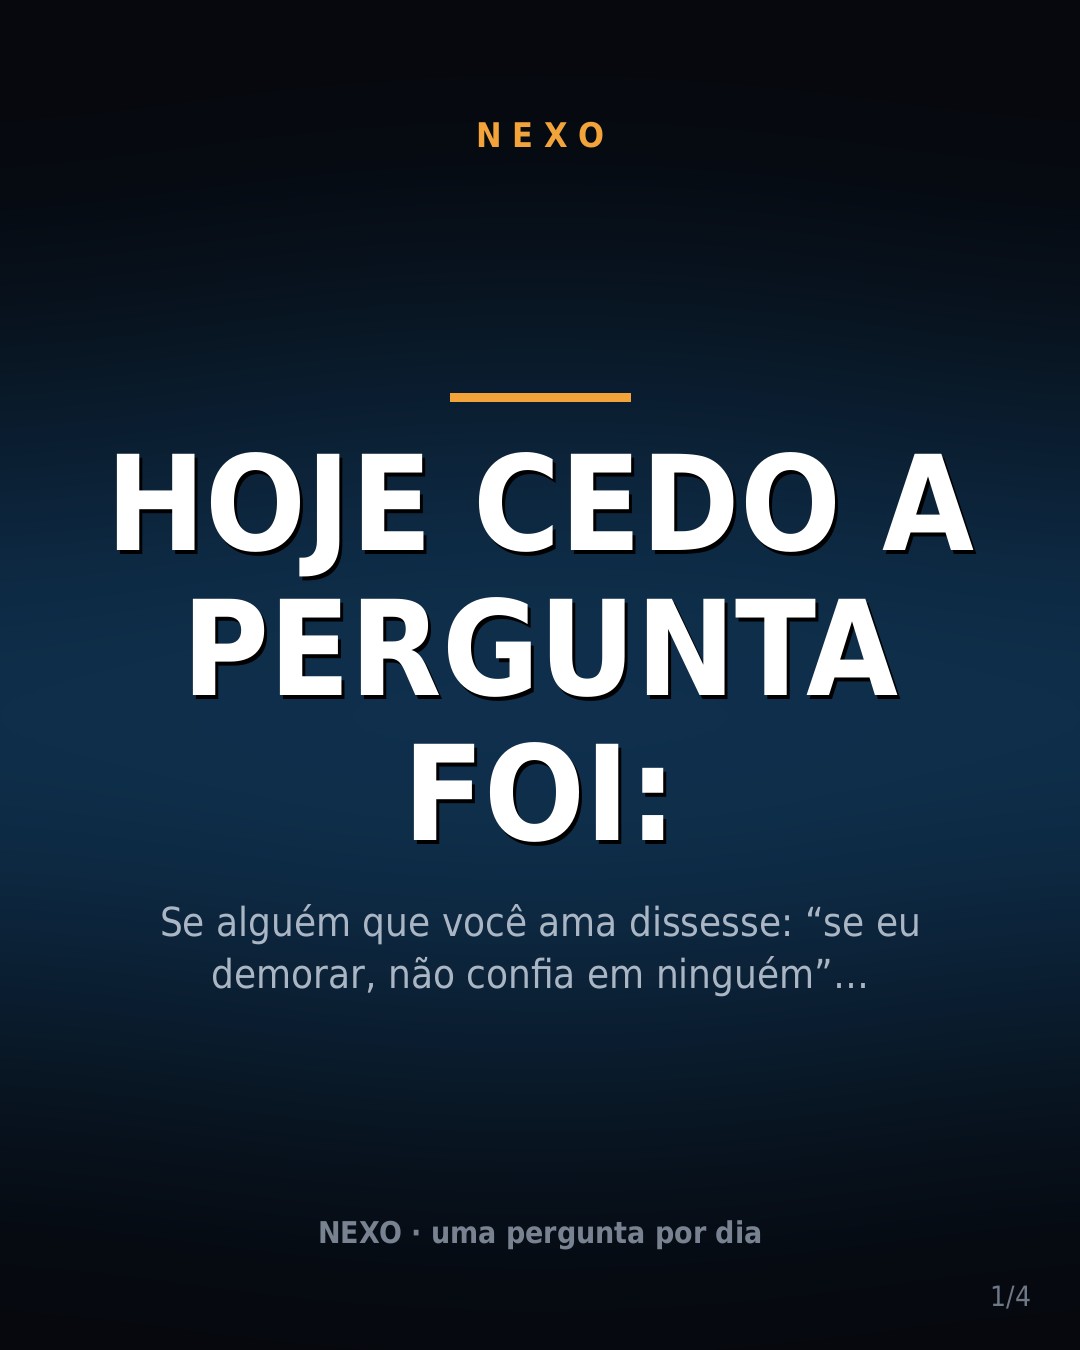 NEXO
HOJE CEDO A
PERGUNTA
FOI:
Se alguém que você ama dissesse: “se eu
demorar, não confia em ninguém”…
NEXO · uma pergunta por dia
1/4